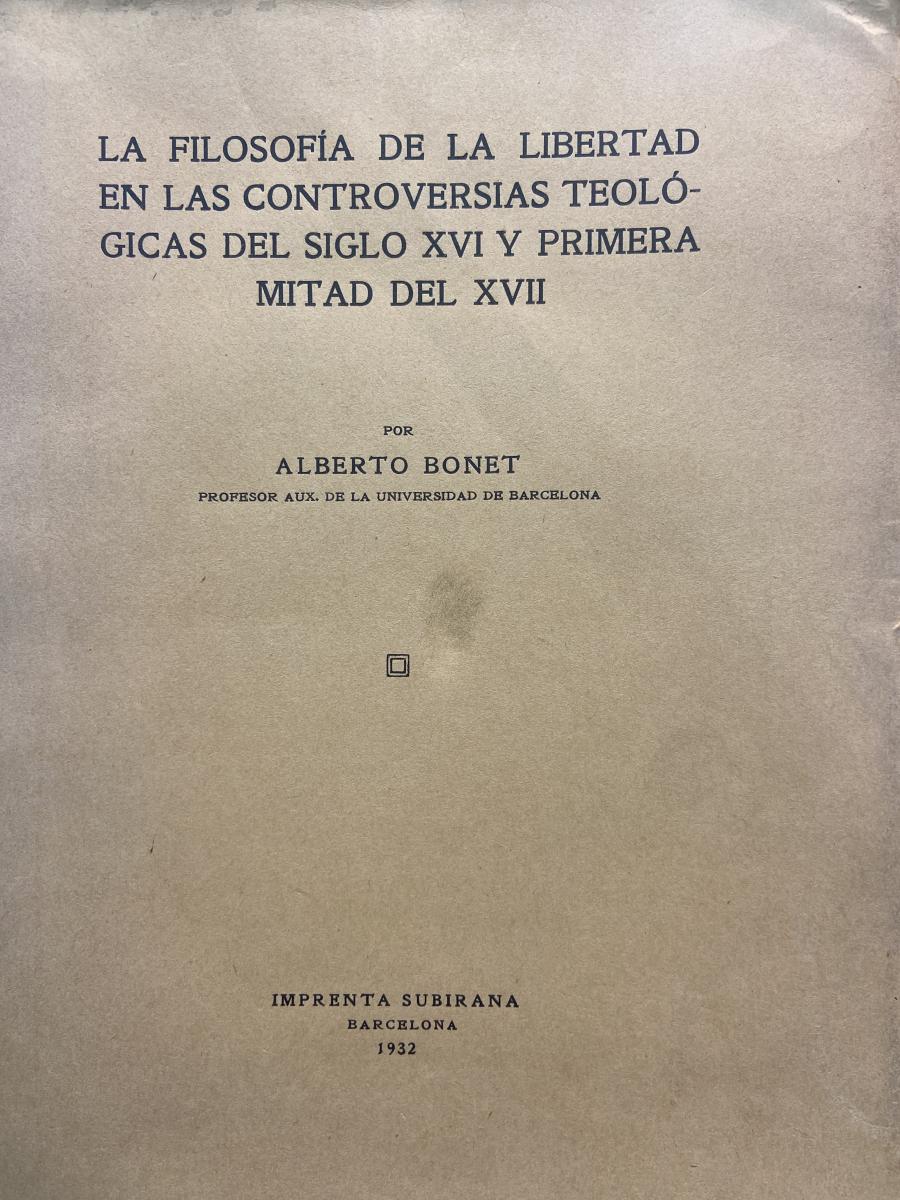 LA FILOSOFÍA DE LA LIBERTAD
EN LAS CONTROVERSIAS TEOLÓ-
GICAS DEL SIGLO XVI Y PRIMERA
MITAD DEL XVII
POR
ALBERTO BONET
PROFESOR AUX. DE LA UNIVERSIDAD DE BARCELONA
IMPRENTA SUBIRANA
BARCELONA
1932